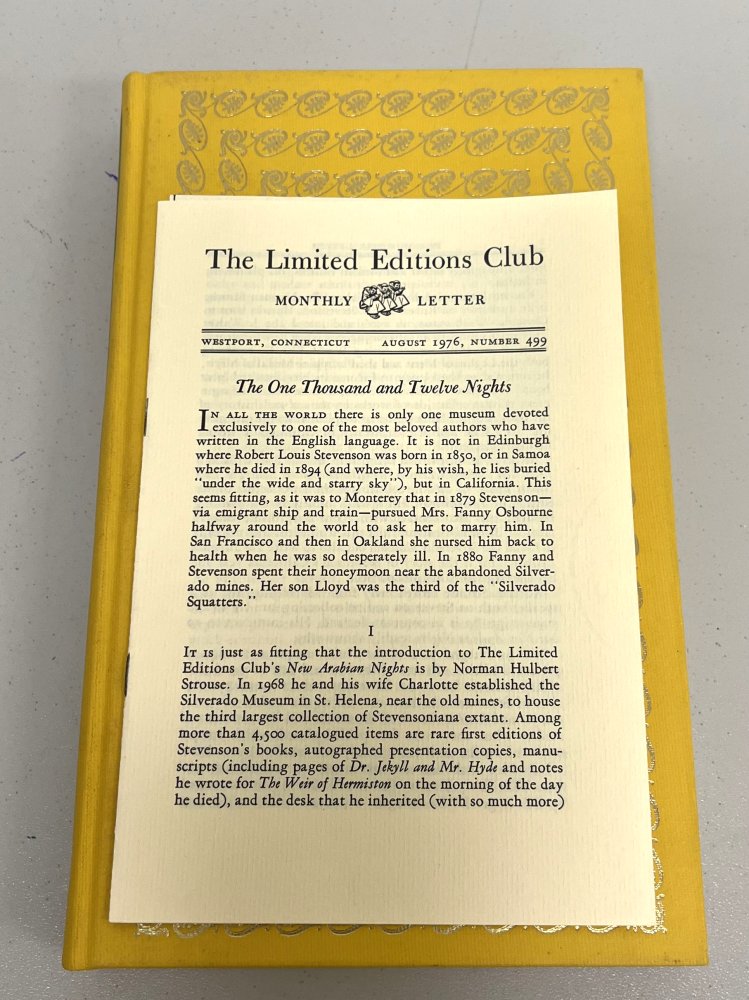 The Limited Editions Club
MONTHLY LETTER
WESTPORT, CONNECTICUT AUGUST 1976, NUMBER 499
The One Thousand and Twelve Nights
IN ALL THE WORLD there is only one museum devoted
exclusively to one of the most beloved authors who have
written in the English language. It is not in Edinburgh
where Robert Louis Stevenson was born in 1850, or in Samoa
where he died in 1894 (and where, by his wish, he lies buried
"under the wide and starry sky"), but in California. This
seems fitting, as it was to Monterey that in 1879 Stevenson—
via emigrant ship and train—pursued Mrs. Fanny Osbourne
halfway around the world to ask her to marry him. In
San Francisco and then in Oakland she nursed him back to
health when he was so desperately ill. In 1880 Fanny and
Stevenson spent their honeymoon near the abandoned Silver-
ado mines. Her son Lloyd was the third of the "Silverado
Squatters."
I
IT IS just as fitting that the introduction to The Limited
Editions Club's New Arabian Nights is by Norman Hulbert
Strouse. In 1968 he and his wife Charlotte established the
Silverado Museum in St. Helena, near the old mines, to house
the third largest collection of Stevensoniana extant. Among
more than 4,500 catalogued items are rare first editions of
Stevenson's books, autographed presentation copies, manu-
scripts (including pages of Dr. Jekyll and Mr. Hyde and notes
he wrote for The Weir of Hermiston on the morning of the day
he died), and the desk that he inherited (with so much more)